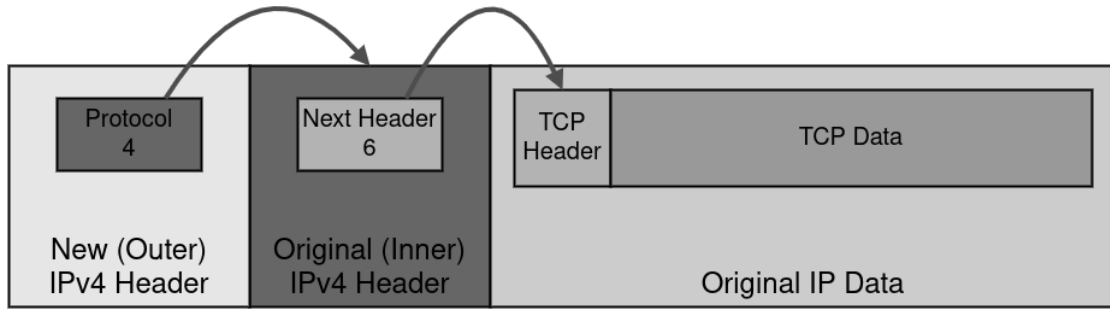 Protocol
4
Next Header
6
TCP
Header
TCP Data
New (Outer)
IPv4 Header
Original (Inner)
IPv4 Header
Original IP Data